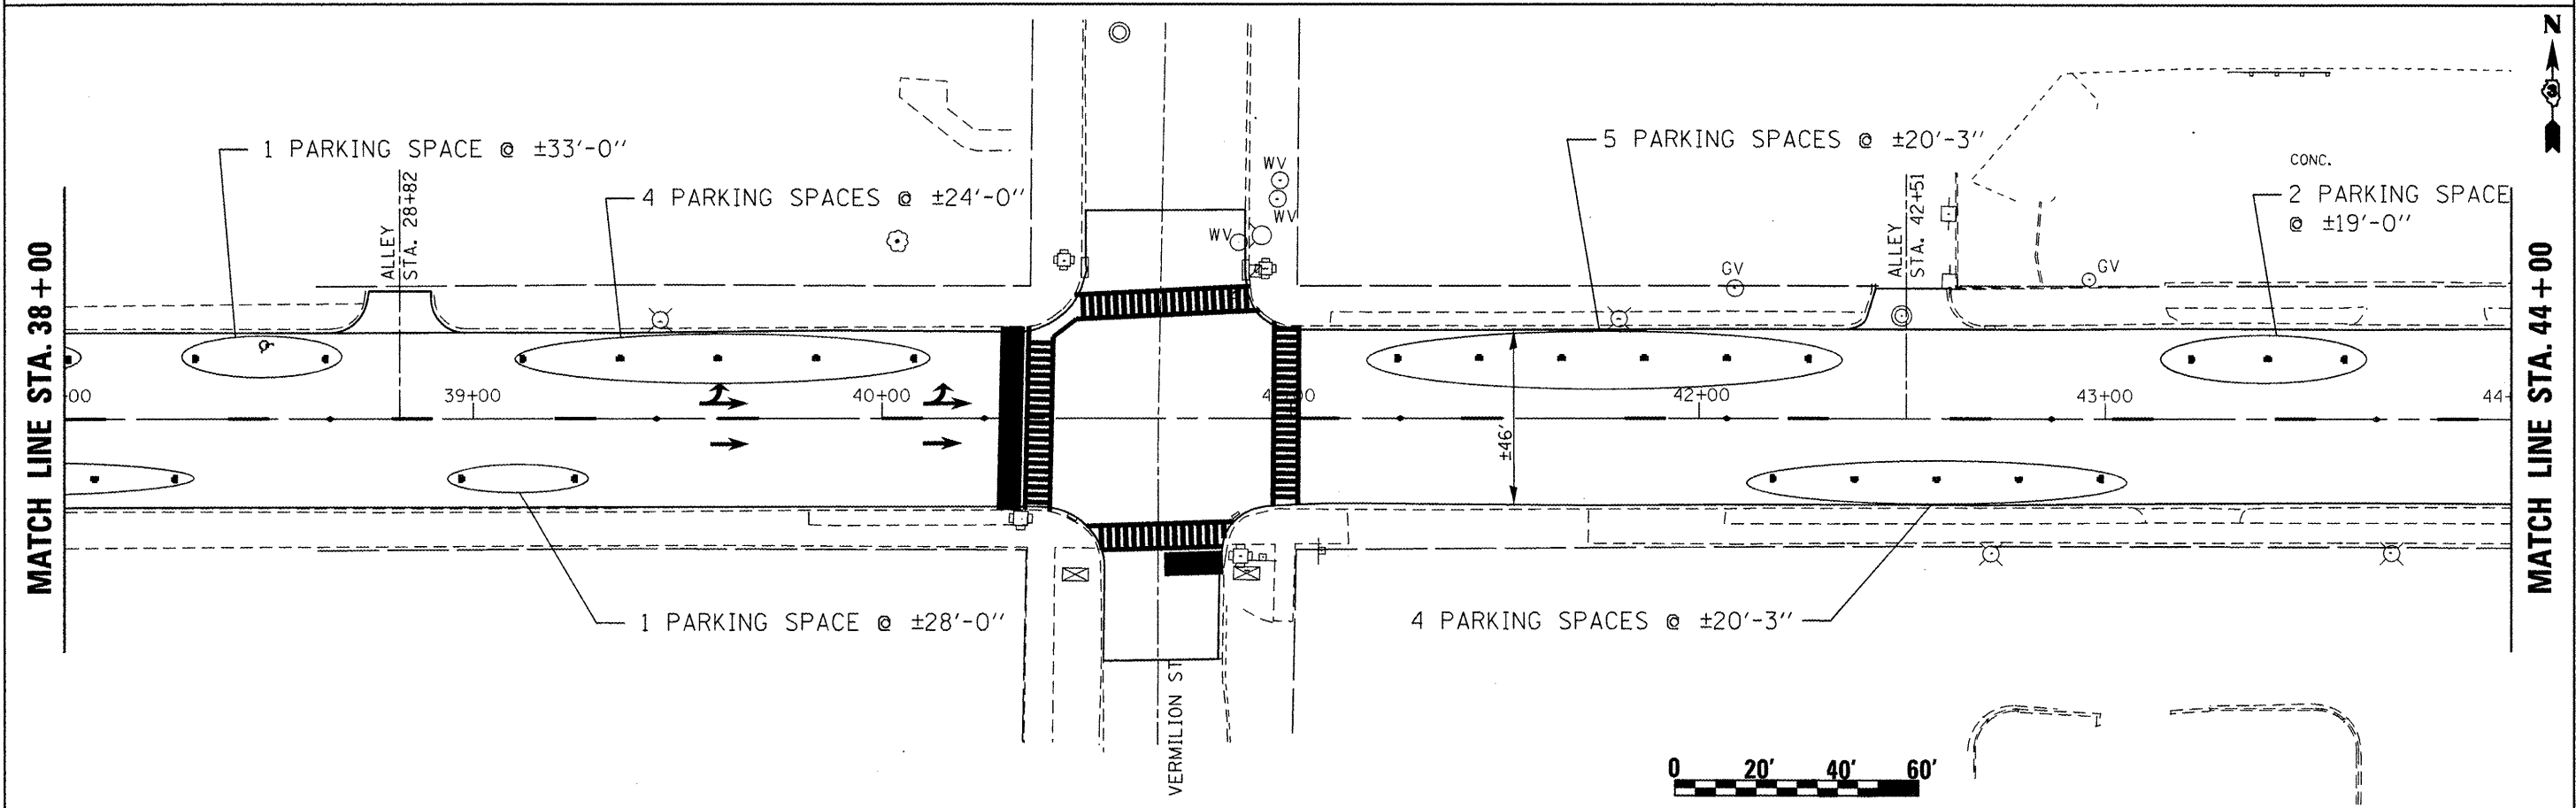 N
1 PARKING SPACE @ ±33'-0"
4 PARKING SPACES @ ±24'-0"
5 PARKING SPACES @ ±20'-3"
CONC.
2 PARKING SPACE
@ ±19'-0"
ALLEY
STA. 28+82
WV
WV
WV
GV
ALLEY
STA. 42+51
GV
MATCH LINE STA. 38+00
MATCH LINE STA. 44+00
00
39+00
40+00
42+00
43+00
44+
±46'
1 PARKING SPACE @ ±28'-0"
4 PARKING SPACES @ ±20'-3"
VERMILION ST
0 20' 40' 60'